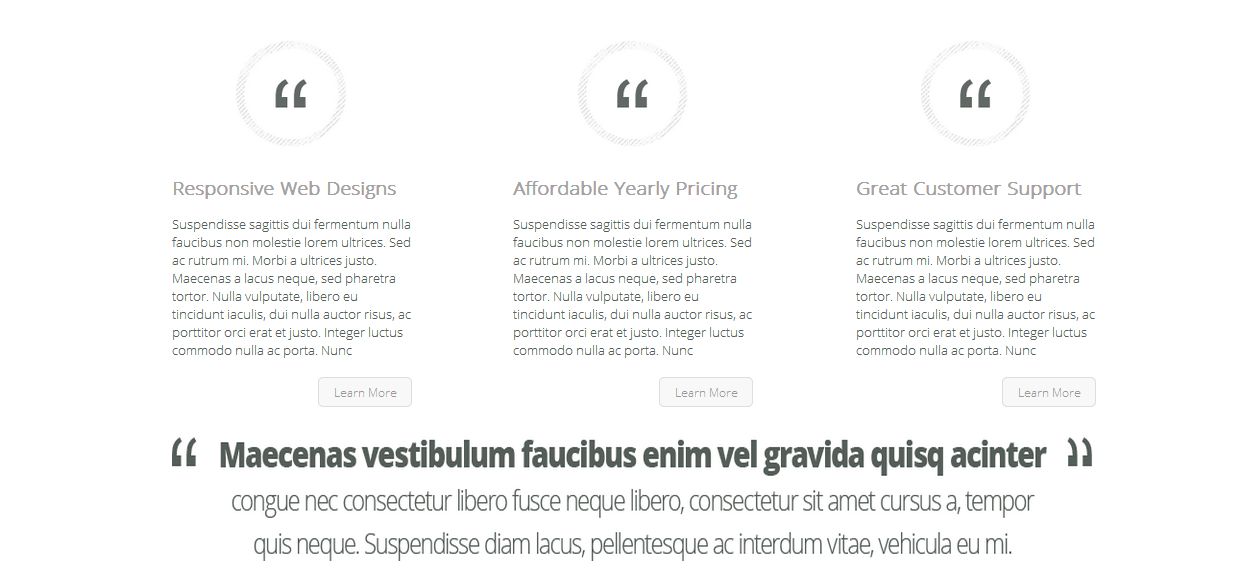 “ “ “
Responsive Web Designs
Suspendisse sagittis dui fermentum nulla
faucibus non molestie lorem ultrices. Sed
ac rutrum mi. Morbi a ultrices justo.
Maecenas a lacus neque, sed pharetra
tortor. Nulla vulputate, libero eu
tincidunt iaculis, dui nulla auctor risus, ac
porttitor orci erat et justo. Integer luctus
commodo nulla ac porta. Nunc
Learn More
Affordable Yearly Pricing
Suspendisse sagittis dui fermentum nulla
faucibus non molestie lorem ultrices. Sed
ac rutrum mi. Morbi a ultrices justo.
Maecenas a lacus neque, sed pharetra
tortor. Nulla vulputate, libero eu
tincidunt iaculis, dui nulla auctor risus, ac
porttitor orci erat et justo. Integer luctus
commodo nulla ac porta. Nunc
Learn More
Great Customer Support
Suspendisse sagittis dui fermentum nulla
faucibus non molestie lorem ultrices. Sed
ac rutrum mi. Morbi a ultrices justo.
Maecenas a lacus neque, sed pharetra
tortor. Nulla vulputate, libero eu
tincidunt iaculis, dui nulla auctor risus, ac
porttitor orci erat et justo. Integer luctus
commodo nulla ac porta. Nunc
Learn More
“ Maecenas vestibulum faucibus enim vel gravida quisq acinter ”
congue nec consectetur libero fusce neque libero, consectetur sit amet cursus a, tempor
quis neque. Suspendisse diam lacus, pellentesque ac interdum vitae, vehicula eu mi.